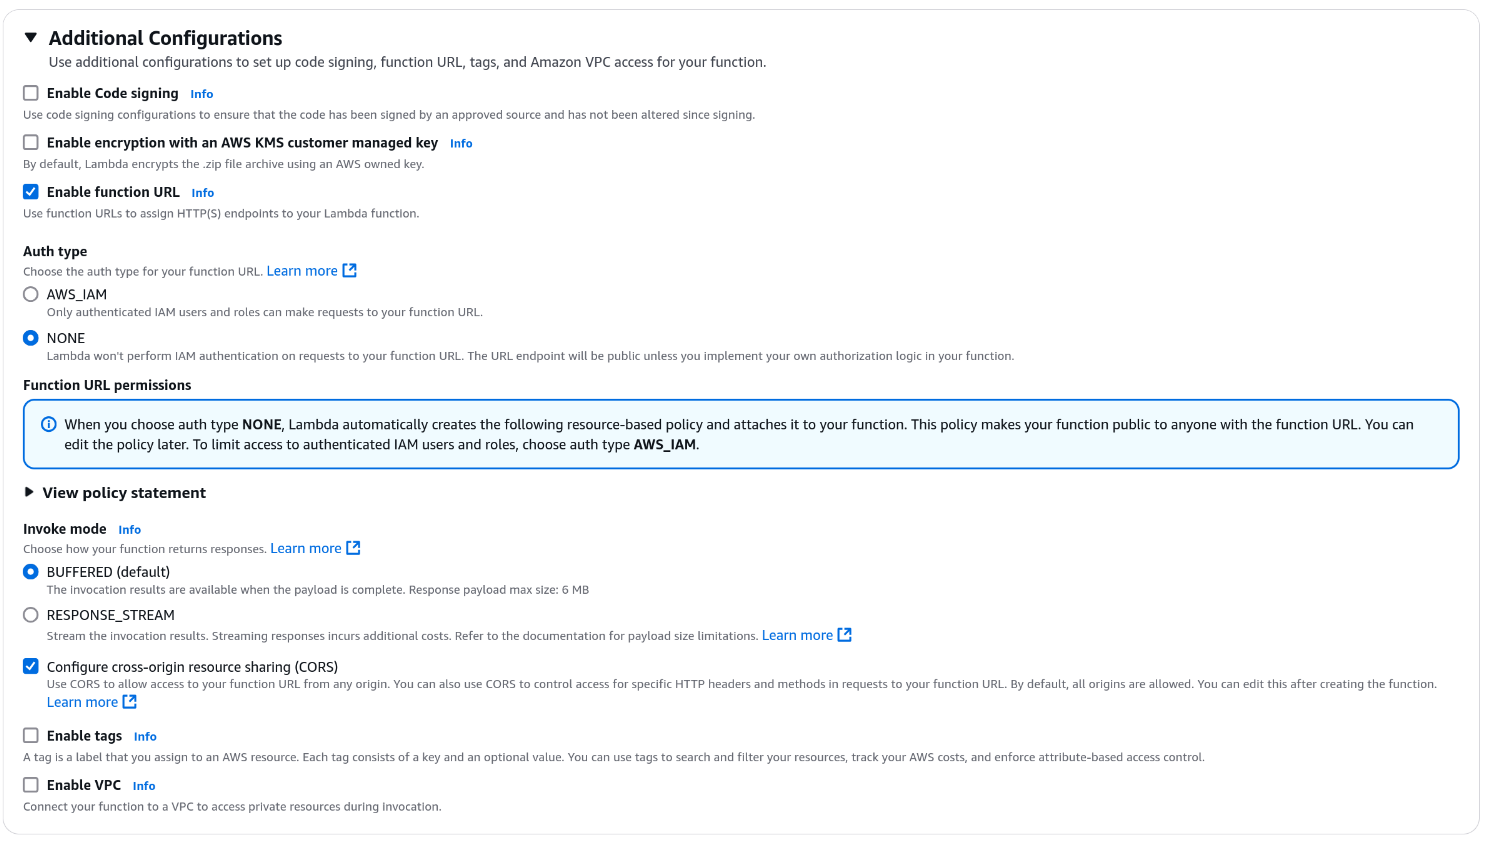 Additional Configurations
Use additional configurations to set up code signing, function URL, tags, and Amazon VPC access for your function.
Enable Code signing Info
Use code signing configurations to ensure that the code has been signed by an approved source and has not been altered since signing.
Enable encryption with an AWS KMS customer managed key Info
By default, Lambda encrypts the .zip file archive using an AWS owned key.
Enable function URL Info
Use function URLs to assign HTTP(S) endpoints to your Lambda function.
Auth type
Choose the auth type for your function URL. Learn more
AWS_IAM
Only authenticated IAM users and roles can make requests to your function URL.
NONE
Lambda won't perform IAM authentication on requests to your function URL. The URL endpoint will be public unless you implement your own authorization logic in your function.
Function URL permissions
When you choose auth type NONE, Lambda automatically creates the following resource-based policy and attaches it to your function. This policy makes your function public to anyone with the function URL. You can
edit the policy later. To limit access to authenticated IAM users and roles, choose auth type AWS_IAM.
View policy statement
Invoke mode Info
Choose how your function returns responses. Learn more
BUFFERED (default)
The invocation results are available when the payload is complete. Response payload max size: 6 MB
RESPONSE_STREAM
Stream the invocation results. Streaming responses incurs additional costs. Refer to the documentation for payload size limitations. Learn more
Configure cross-origin resource sharing (CORS)
Use CORS to allow access to your function URL from any origin. You can also use CORS to control access for specific HTTP headers and methods in requests to your function URL. By default, all origins are allowed. You can edit this after creating the function.
Learn more
Enable tags Info
A tag is a label that you assign to an AWS resource. Each tag consists of a key and an optional value. You can use tags to search and filter your resources, track your AWS costs, and enforce attribute-based access control.
Enable VPC Info
Connect your function to a VPC to access private resources during invocation.